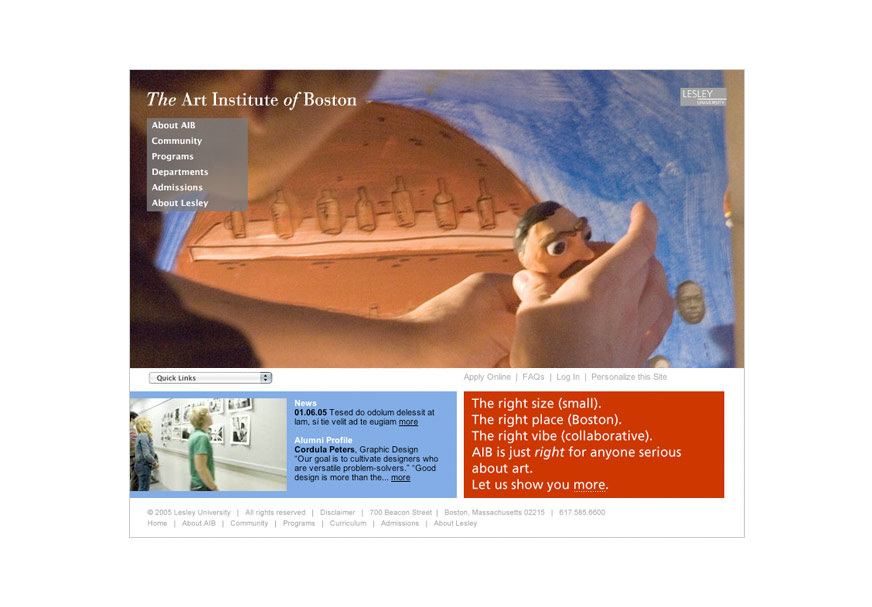 The Art Institute of Boston
LESLEY
UNIVERSITY
About AIB
Community
Programs
Departments
Admissions
About Lesley
Quick Links
Apply Online | FAQs | Log In | Personalize this Site
News
01.06.05 Tesed do odolum delessit at
lam, si tie velit ad te eugiam more
Alumni Profile
Cordula Peters, Graphic Design
“Our goal is to cultivate designers who
are versatile problem-solvers.” “Good
design is more than the... more
The right size (small).
The right place (Boston).
The right vibe (collaborative).
AIB is just right for anyone serious
about art.
Let us show you more.
© 2005 Lesley University | All rights reserved | Disclaimer | 700 Beacon Street | Boston, Massachusetts 02215 | 617.585.6600
Home | About AIB | Community | Programs | Curriculum | Admissions | About Lesley